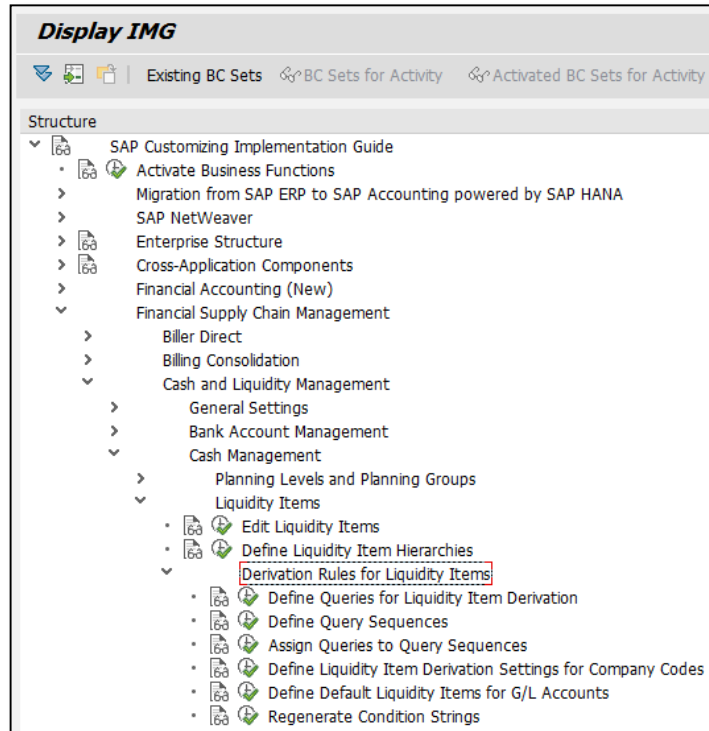 Display IMG
Existing BC Sets BC Sets for Activity Activated BC Sets for Activity
Structure
SAP Customizing Implementation Guide
Activate Business Functions
Migration from SAP ERP to SAP Accounting powered by SAP HANA
SAP NetWeaver
Enterprise Structure
Cross-Application Components
Financial Accounting (New)
Financial Supply Chain Management
Biller Direct
Billing Consolidation
Cash and Liquidity Management
General Settings
Bank Account Management
Cash Management
Planning Levels and Planning Groups
Liquidity Items
Edit Liquidity Items
Define Liquidity Item Hierarchies
Derivation Rules for Liquidity Items
Define Queries for Liquidity Item Derivation
Define Query Sequences
Assign Queries to Query Sequences
Define Liquidity Item Derivation Settings for Company Codes
Define Default Liquidity Items for G/L Accounts
Regenerate Condition Strings